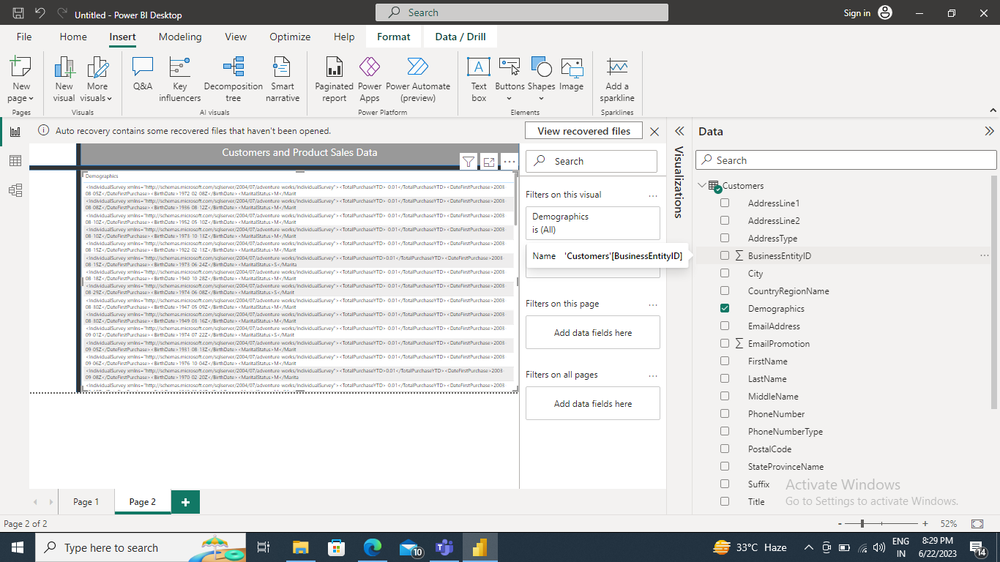 Untitled - Power BI Desktop
Search
Sign in
File
Home
Insert
Modeling
View
Optimize
Help
Format
Data / Drill
New page
New visual
More visuals
Q&A
Key influencers
Decomposition tree
Smart narrative
Paginated report
Power Apps
Power Automate (preview)
Text box
Buttons
Shapes
Image
Add a sparkline
Pages
Visuals
AI visuals
Power Platform
Elements
Sparklines
Auto recovery contains some recovered files that haven't been opened.
View recovered files
Customers and Product Sales Data
Demographics
<IndividualSurvey xmlns="http://schemas.microsoft.com/sqlserver/2004/07/adventure works/IndividualSurvey"><TotalPurchaseYTD> 0.01</TotalPurchaseYTD><DateFirstPurchase>2003
08 05Z</DateFirstPurchase><BirthDate>1972 02 08Z</BirthDate><MaritalStatus>M</Marit
<IndividualSurvey xmlns="http://schemas.microsoft.com/sqlserver/2004/07/adventure works/IndividualSurvey"><TotalPurchaseYTD> 0.01</TotalPurchaseYTD><DateFirstPurchase>2003
08 08Z</DateFirstPurchase><BirthDate>1936 08 12Z</BirthDate><MaritalStatus>M</Marit
<IndividualSurvey xmlns="http://schemas.microsoft.com/sqlserver/2004/07/adventure works/IndividualSurvey"><TotalPurchaseYTD> 0.01</TotalPurchaseYTD><DateFirstPurchase>2003
08 10Z</DateFirstPurchase><BirthDate>1952 05 10Z</BirthDate><MaritalStatus>M</Marit
<IndividualSurvey xmlns="http://schemas.microsoft.com/sqlserver/2004/07/adventure works/IndividualSurvey"><TotalPurchaseYTD> 0.01</TotalPurchaseYTD><DateFirstPurchase>2003
08 10Z</DateFirstPurchase><BirthDate>1973 10 13Z</BirthDate><MaritalStatus>M</Marit
<IndividualSurvey xmlns="http://schemas.microsoft.com/sqlserver/2004/07/adventure works/IndividualSurvey"><TotalPurchaseYTD> 0.01</TotalPurchaseYTD><DateFirstPurchase>2003
08 15Z</DateFirstPurchase><BirthDate>1922 02 13Z</BirthDate><MaritalStatus>M</Marit
<IndividualSurvey xmlns="http://schemas.microsoft.com/sqlserver/2004/07/adventure works/IndividualSurvey"><TotalPurchaseYTD>0.01</TotalPurchaseYTD><DateFirstPurchase>2003
08 15Z</DateFirstPurchase><BirthDate>1973 06 24Z</BirthDate><MaritalStatus>S</Marita
<IndividualSurvey xmlns="http://schemas.microsoft.com/sqlserver/2004/07/adventure works/IndividualSurvey"><TotalPurchaseYTD> 0.01</TotalPurchaseYTD><DateFirstPurchase>2003
08 18Z</DateFirstPurchase><BirthDate>1940 10 28Z</BirthDate><MaritalStatus>M</Marit
<IndividualSurvey xmlns="http://schemas.microsoft.com/sqlserver/2004/07/adventure works/IndividualSurvey"><TotalPurchaseYTD> 0.01</TotalPurchaseYTD><DateFirstPurchase>2003
08 29Z</DateFirstPurchase><BirthDate>1974 06 08Z</BirthDate><MaritalStatus>S</Marit
<IndividualSurvey xmlns="http://schemas.microsoft.com/sqlserver/2004/07/adventure works/IndividualSurvey"><TotalPurchaseYTD> 0.01</TotalPurchaseYTD><DateFirstPurchase>2003
08 30Z</DateFirstPurchase><BirthDate>1947 05 09Z</BirthDate><MaritalStatus>M</Marit
<IndividualSurvey xmlns="http://schemas.microsoft.com/sqlserver/2004/07/adventure works/IndividualSurvey"><TotalPurchaseYTD> 0.01</TotalPurchaseYTD><DateFirstPurchase>2003
08 30Z</DateFirstPurchase><BirthDate>1949 03 16Z</BirthDate><MaritalStatus>M</Marit
<IndividualSurvey xmlns="http://schemas.microsoft.com/sqlserver/2004/07/adventure works/IndividualSurvey"><TotalPurchaseYTD> 0.01</TotalPurchaseYTD><DateFirstPurchase>2003
09 01Z</DateFirstPurchase><BirthDate>1974 07 22Z</BirthDate><MaritalStatus>S</Marit
<IndividualSurvey xmlns="http://schemas.microsoft.com/sqlserver/2004/07/adventure works/IndividualSurvey"><TotalPurchaseYTD> 0.01</TotalPurchaseYTD><DateFirstPurchase>2003
09 05Z</DateFirstPurchase><BirthDate>1931 08 13Z</BirthDate><MaritalStatus>M</Marit
<IndividualSurvey xmlns="http://schemas.microsoft.com/sqlserver/2004/07/adventure works/IndividualSurvey"><TotalPurchaseYTD> 0.01</TotalPurchaseYTD><DateFirstPurchase>2003
09 06Z</DateFirstPurchase><BirthDate>1976 10 04Z</BirthDate><MaritalStatus>M</Marit
<IndividualSurvey xmlns="http://schemas.microsoft.com/sqlserver/2004/07/adventure works/IndividualSurvey"><TotalPurchaseYTD>0.01</TotalPurchaseYTD><DateFirstPurchase>2003
09 08Z</DateFirstPurchase><BirthDate>1970 02 20Z</BirthDate><MaritalStatus>M</Marita
<IndividualSurvey xmlns="http://schemas.microsoft.com/sqlserver/2004/07/adventure works/IndividualSurvey"><TotalPurchaseYTD> 0.01</TotalPurchaseYTD><DateFirstPurchase>2003
Search
Filters on this visual
Demographics
is (All)
Name 'Customers'[BusinessEntityID]
Filters on this page
Add data fields here
Filters on all pages
Add data fields here
Visualizations
Data
Search
Customers
AddressLine1
AddressLine2
AddressType
BusinessEntityID
City
CountryRegionName
Demographics
EmailAddress
EmailPromotion
FirstName
LastName
MiddleName
PhoneNumber
PhoneNumberType
PostalCode
StateProvinceName
Suffix
Title
Activate Windows
Go to Settings to activate Windows.
Page 1
Page 2
Page 2 of 2
52%
Type here to search
10
33°C Haze
ENG
IN
8:29 PM
6/22/2023
14